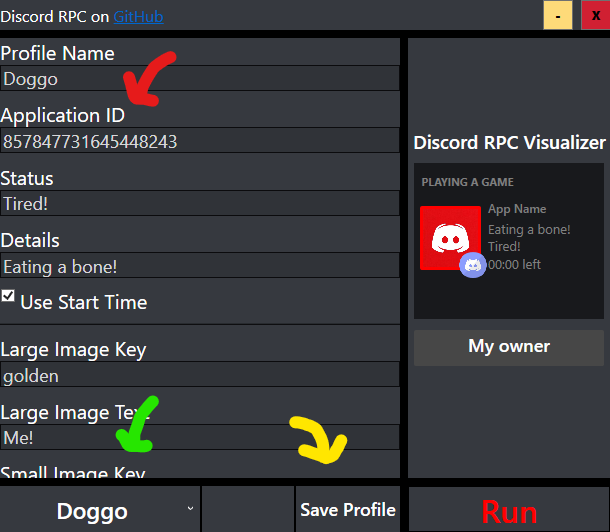 Discord RPC on GitHub
-
X
Profile Name
Doggo
Application ID
857847731645448243
Status
Tired!
Details
Eating a bone!
Use Start Time
Large Image Key
golden
Large Image Text
Me!
Small Image Key
Doggo
Save Profile
Discord RPC Visualizer
PLAYING A GAME
App Name
Eating a bone!
Tired!
00:00 left
My owner
Run